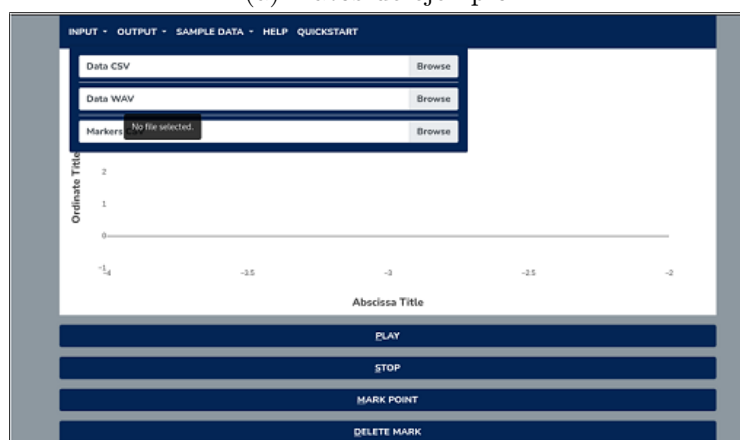 INPUT OUTPUT SAMPLE DATA HELP QUICKSTART
Data CSV Browse
Data WAV Browse
No file selected.
Markers Browse
Ordinate Title
2
1
0
-1
-4 -3.5 -3 -2.5 -2
Abscissa Title
PLAY
STOP
MARK POINT
DELETE MARK